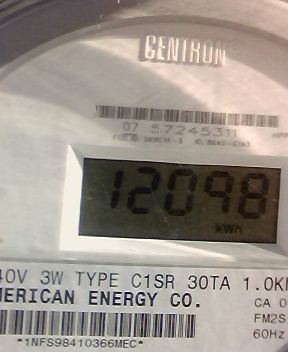 CENTRON
07 57245311
12098
kWh
40V 3W TYPE C1SR 30TA 1.0K
MERICAN ENERGY CO.
CA 0
FM2S
60Hz
*1NFS98410366MEC*